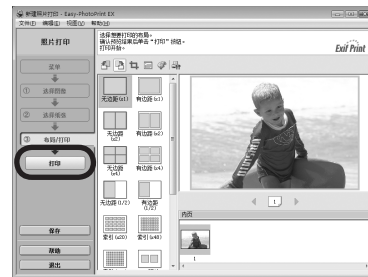 新建照片打印 - Easy-PhotoPrint EX
文件(F) 编辑(E) 视图(V) 帮助(H)
照片打印
选择要打印的布局。
确认预览结果后单击“打印”按钮。
打印开始。
Exif Print
菜单
① 选择图像
② 选择纸张
③ 布局/打印
打印
保存
帮助
退出
无边距(x1) 有边距(x1)
无边距(x2) 有边距(x2)
无边距(x4) 有边距(x4)
无边距(1/2) 有边距(1/2)
索引(x20) 索引(x48)
1
内页
1